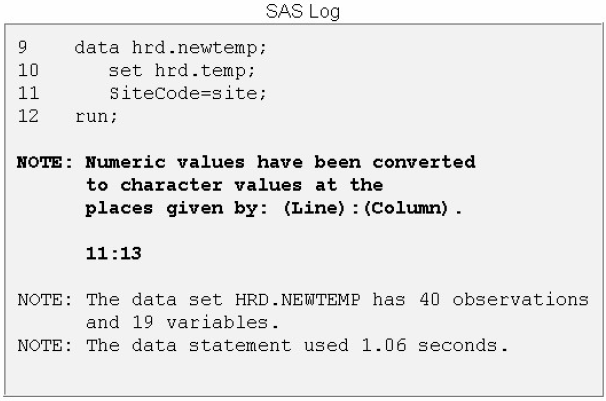 SAS Log
9 data hrd.newtemp;
10 set hrd.temp;
11 SiteCode=site;
12 run;
NOTE: Numeric values have been converted
to character values at the
places given by: (Line):(Column).
11:13
NOTE: The data set HRD.NEWTEMP has 40 observations
and 19 variables.
NOTE: The data statement used 1.06 seconds.